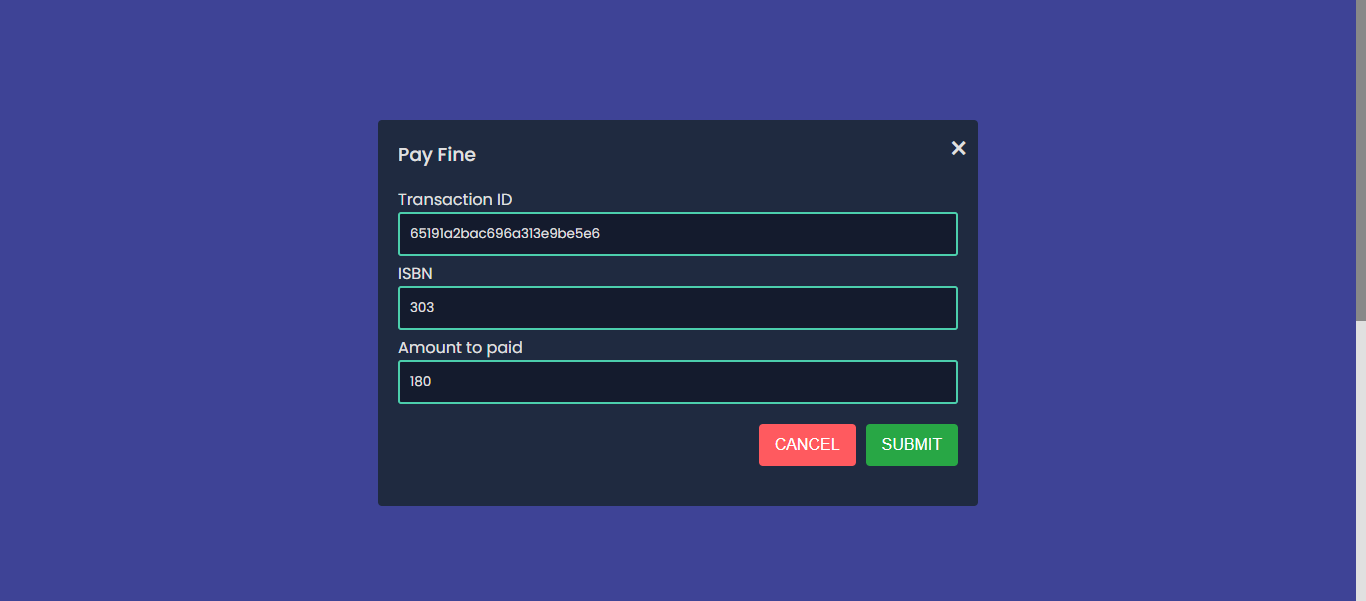 Pay Fine
×
Transaction ID
65191a2bac696a313e9be5e6
ISBN
303
Amount to paid
180
CANCEL SUBMIT